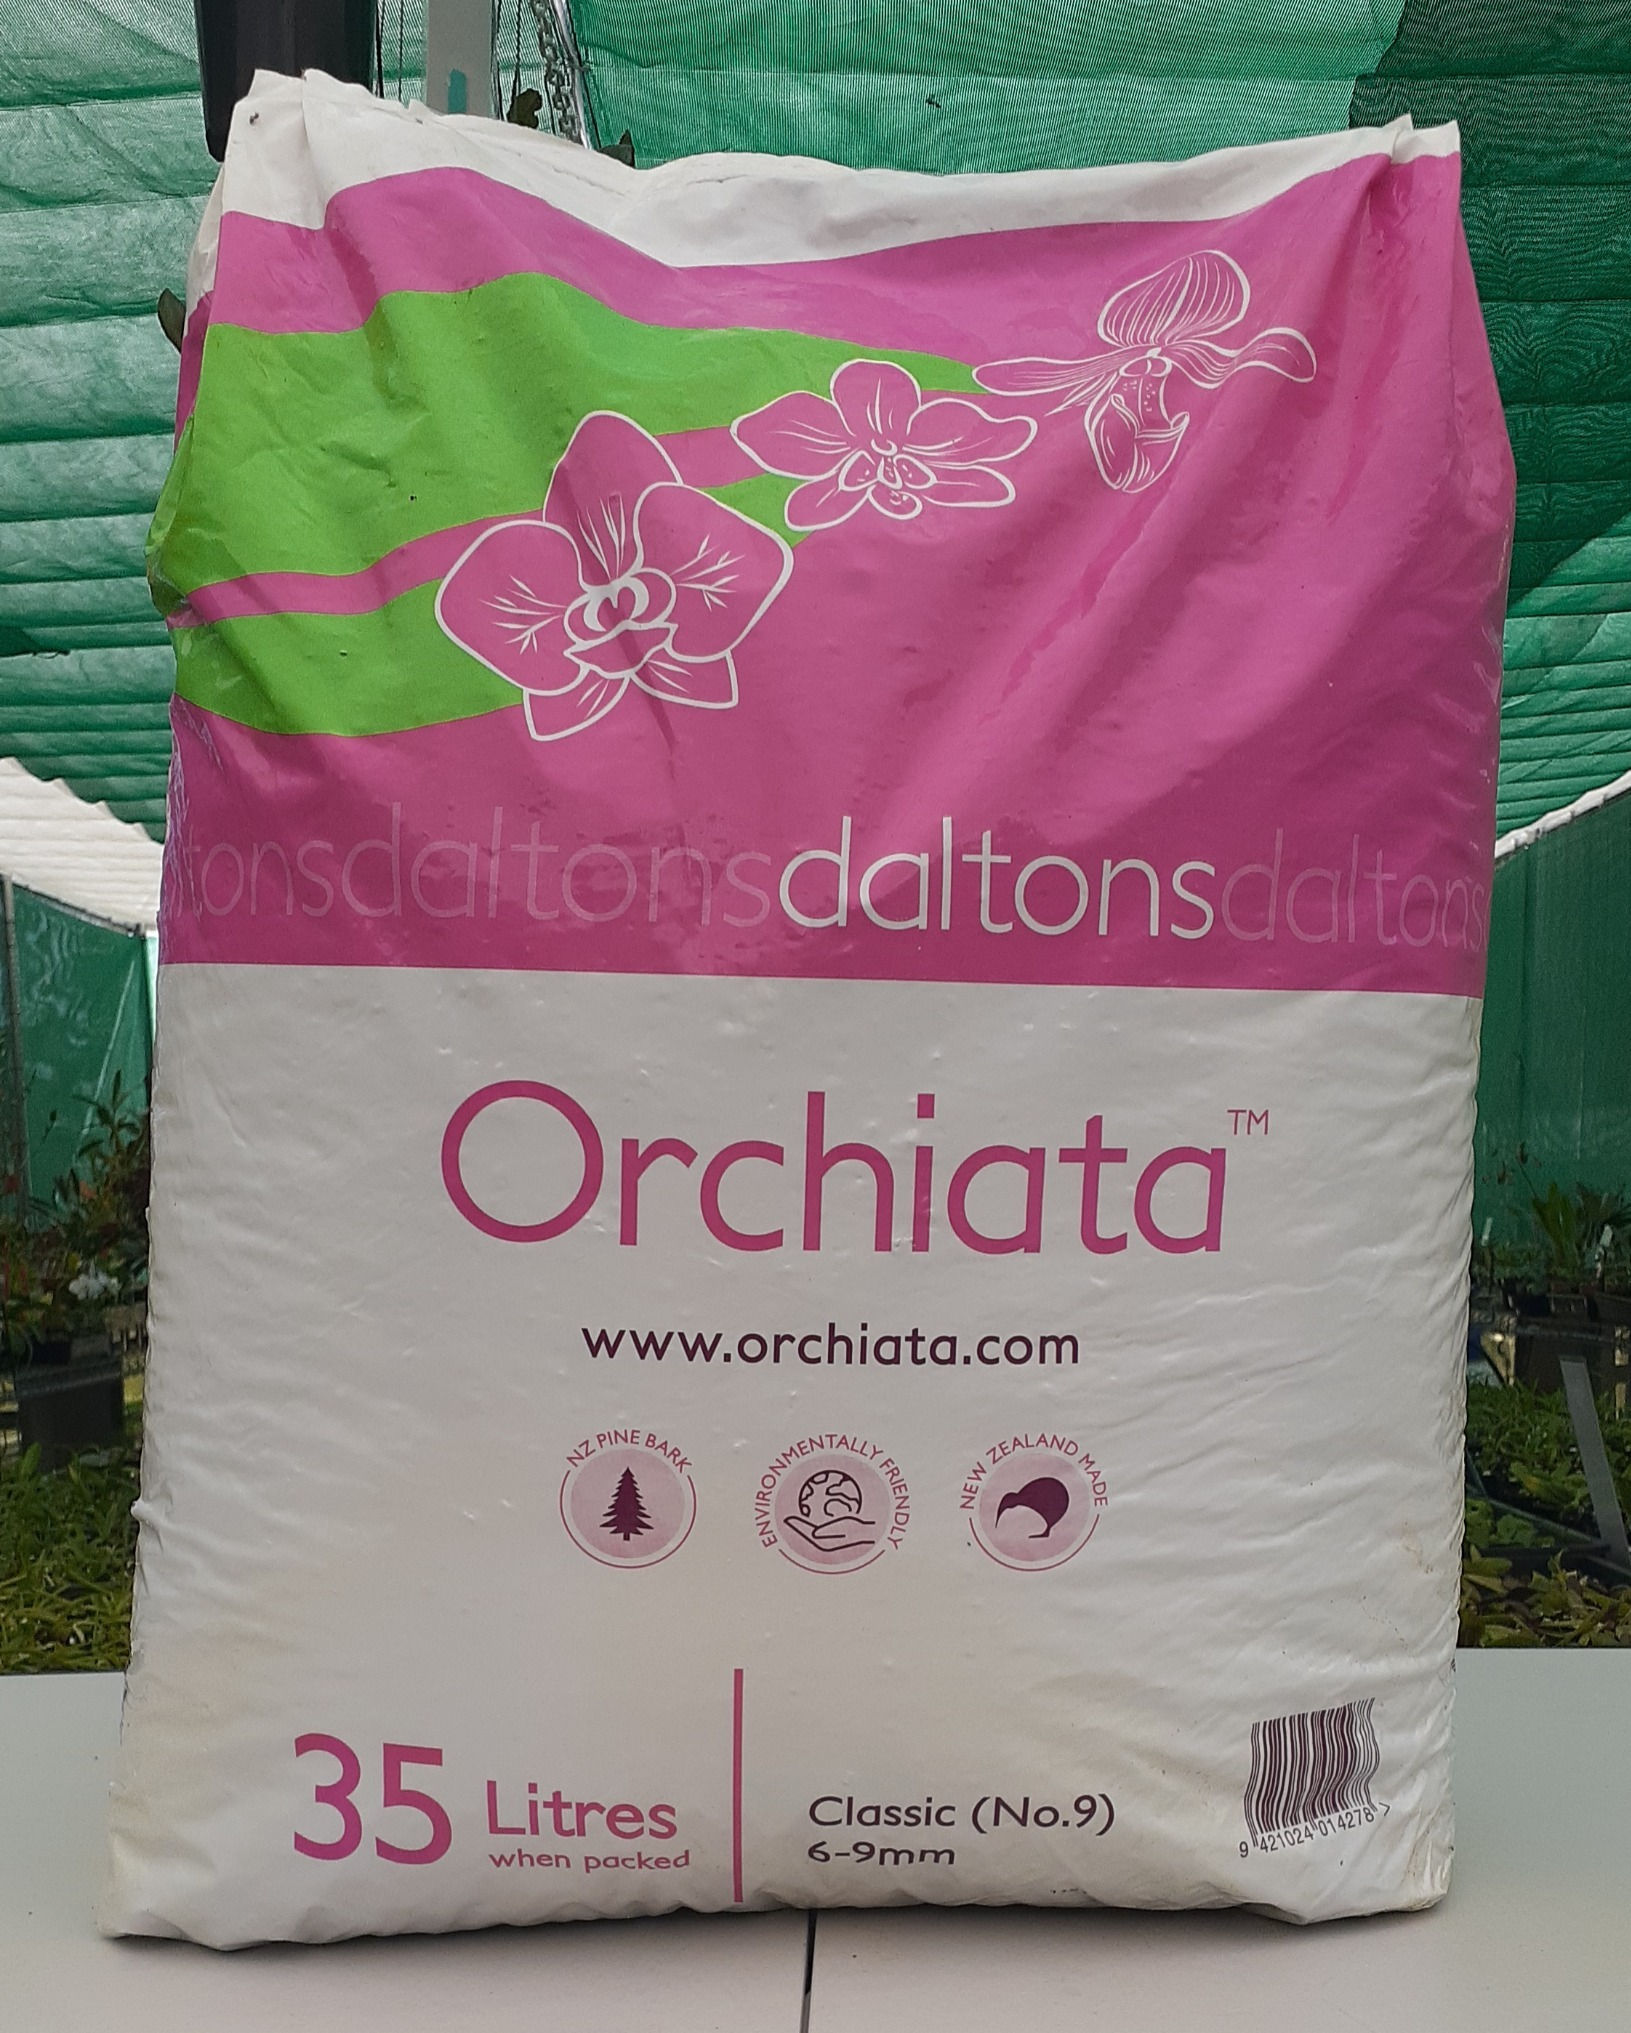 tonsdaltonsdaltonsdaltons
Orchiata™
www.orchiata.com
NZ PINE BARK
ENVIRONMENTALLY FRIENDLY
NEW ZEALAND MADE
35 Litres
when packed
Classic (No.9)
6-9mm
9 421024 014278 >